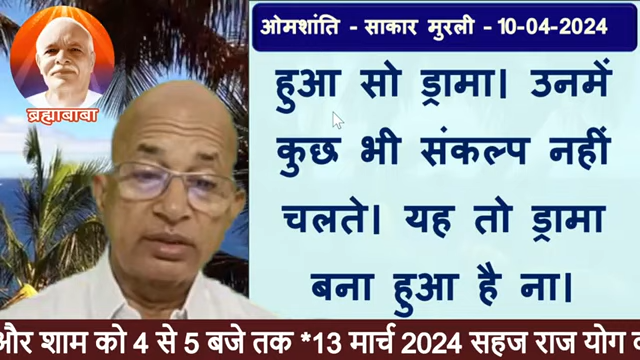 ओमशांति - साकार मुरली - 10-04-2024
हुआ सो ड्रामा। उनमें
कुछ भी संकल्प नहीं
चलते। यह तो ड्रामा
बना हुआ है ना।
ब्रह्माबाबा
और शाम को 4 से 5 बजे तक *13 मार्च 2024 सहज राज योग